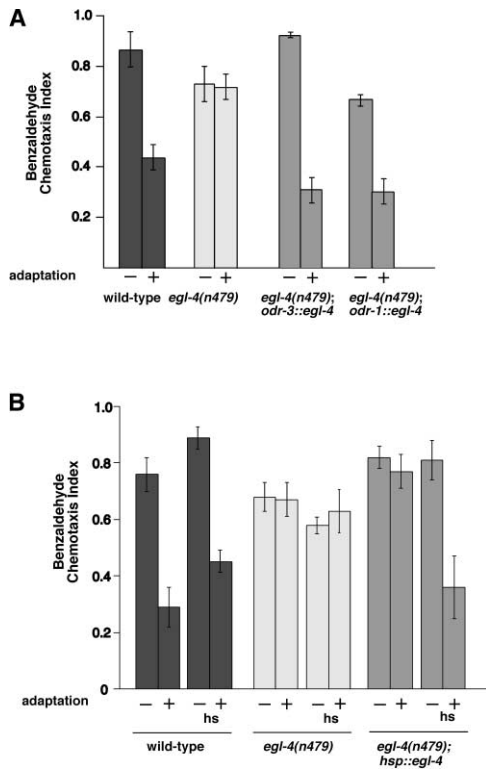 A
1.0
0.8
0.6
0.4
0.2
Benzaldehyde
Chemotaxis Index
adaptation − + − + − + − +
wild-type egl-4(n479) egl-4(n479); egl-4(n479);
odr-3::egl-4 odr-1::egl-4
B
1.0
0.8
0.6
0.4
0.2
0
Benzaldehyde
Chemotaxis Index
adaptation − + − + − + − + − + − +
hs hs hs
wild-type egl-4(n479) egl-4(n479);
hsp::egl-4